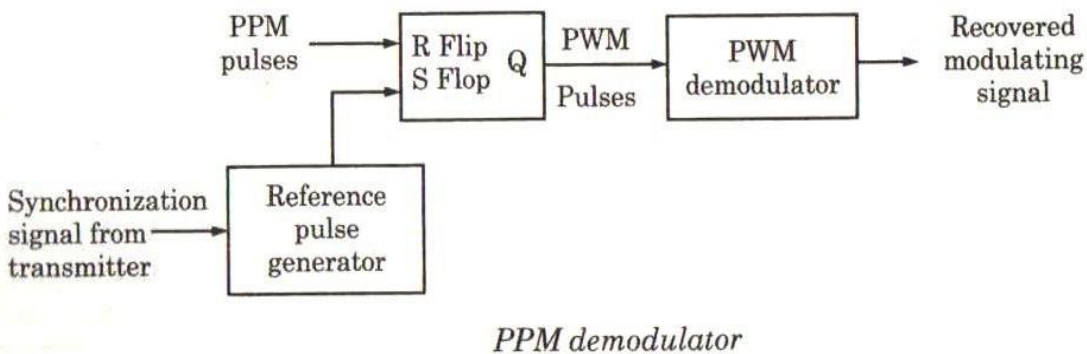 PPM
pulses
R Flip
S Flop
Q
PWM
Pulses
PWM
demodulator
Recovered
modulating
signal
Synchronization
signal from
transmitter
Reference
pulse
generator
PPM demodulator